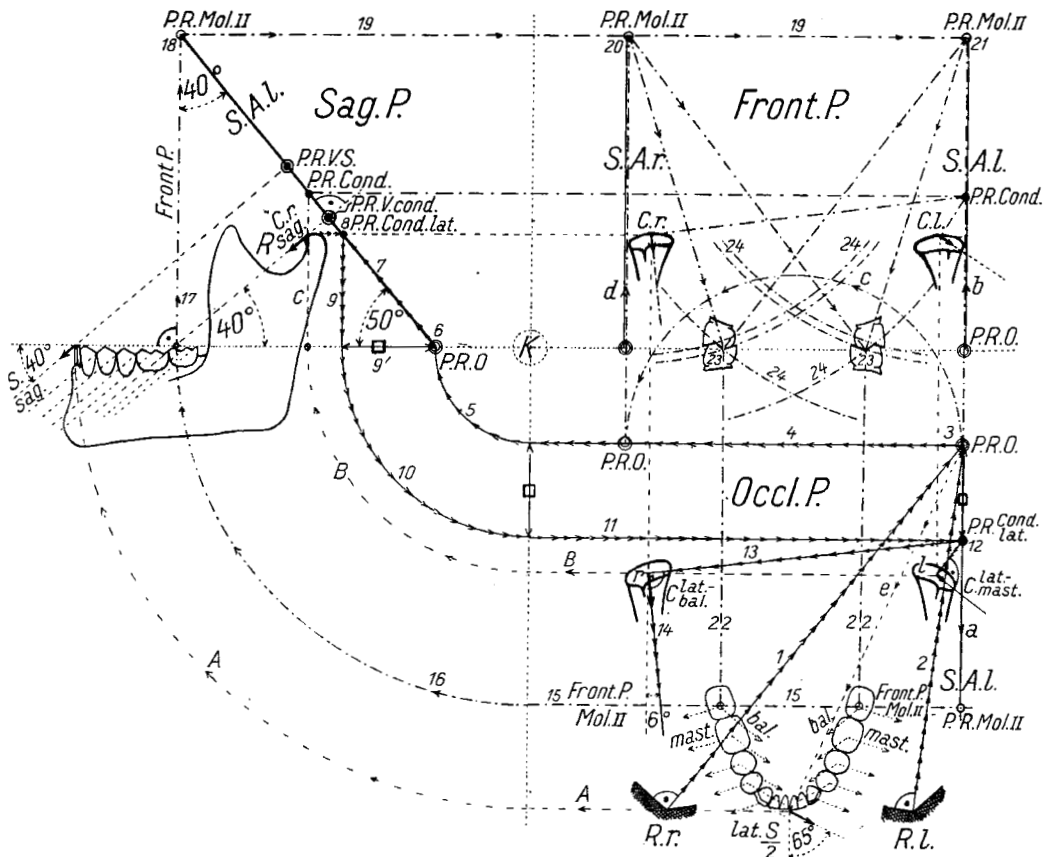 P.R.Mol.II 19 P.R.Mol.II 19 P.R.Mol.II
18 20 21
40°
S.A.l.
Sag.P. Front.P.
Front P. S.A.r. S.A.l.
P.R.V.S.
P.R.Cond. P.R.Cond.
P.R.V.cond.
C.r. 8 P.R.Cond.lat. C.r. C.l.
R sag. 24 24
7 c
17 C 9 d b
40° 50° 6
9' P.R.O K 23 23 P.R.O.
40°
S. sag.
24 24
5 4 3
P.R.O. P.R.O.
B 10 Occl.P.
11 P.R. Cond. lat.
12
B 13
r l
C lat.- bal. e C lat.- mast.
14 22 22 a
1 2
A S.A.l.
16 15 Front.P. 15 Front.P.
Mol.II Mol.II P.R.Mol.II
6° bal. bal.
mast. mast.
A
R.r. lat. S/2 65° R.l.